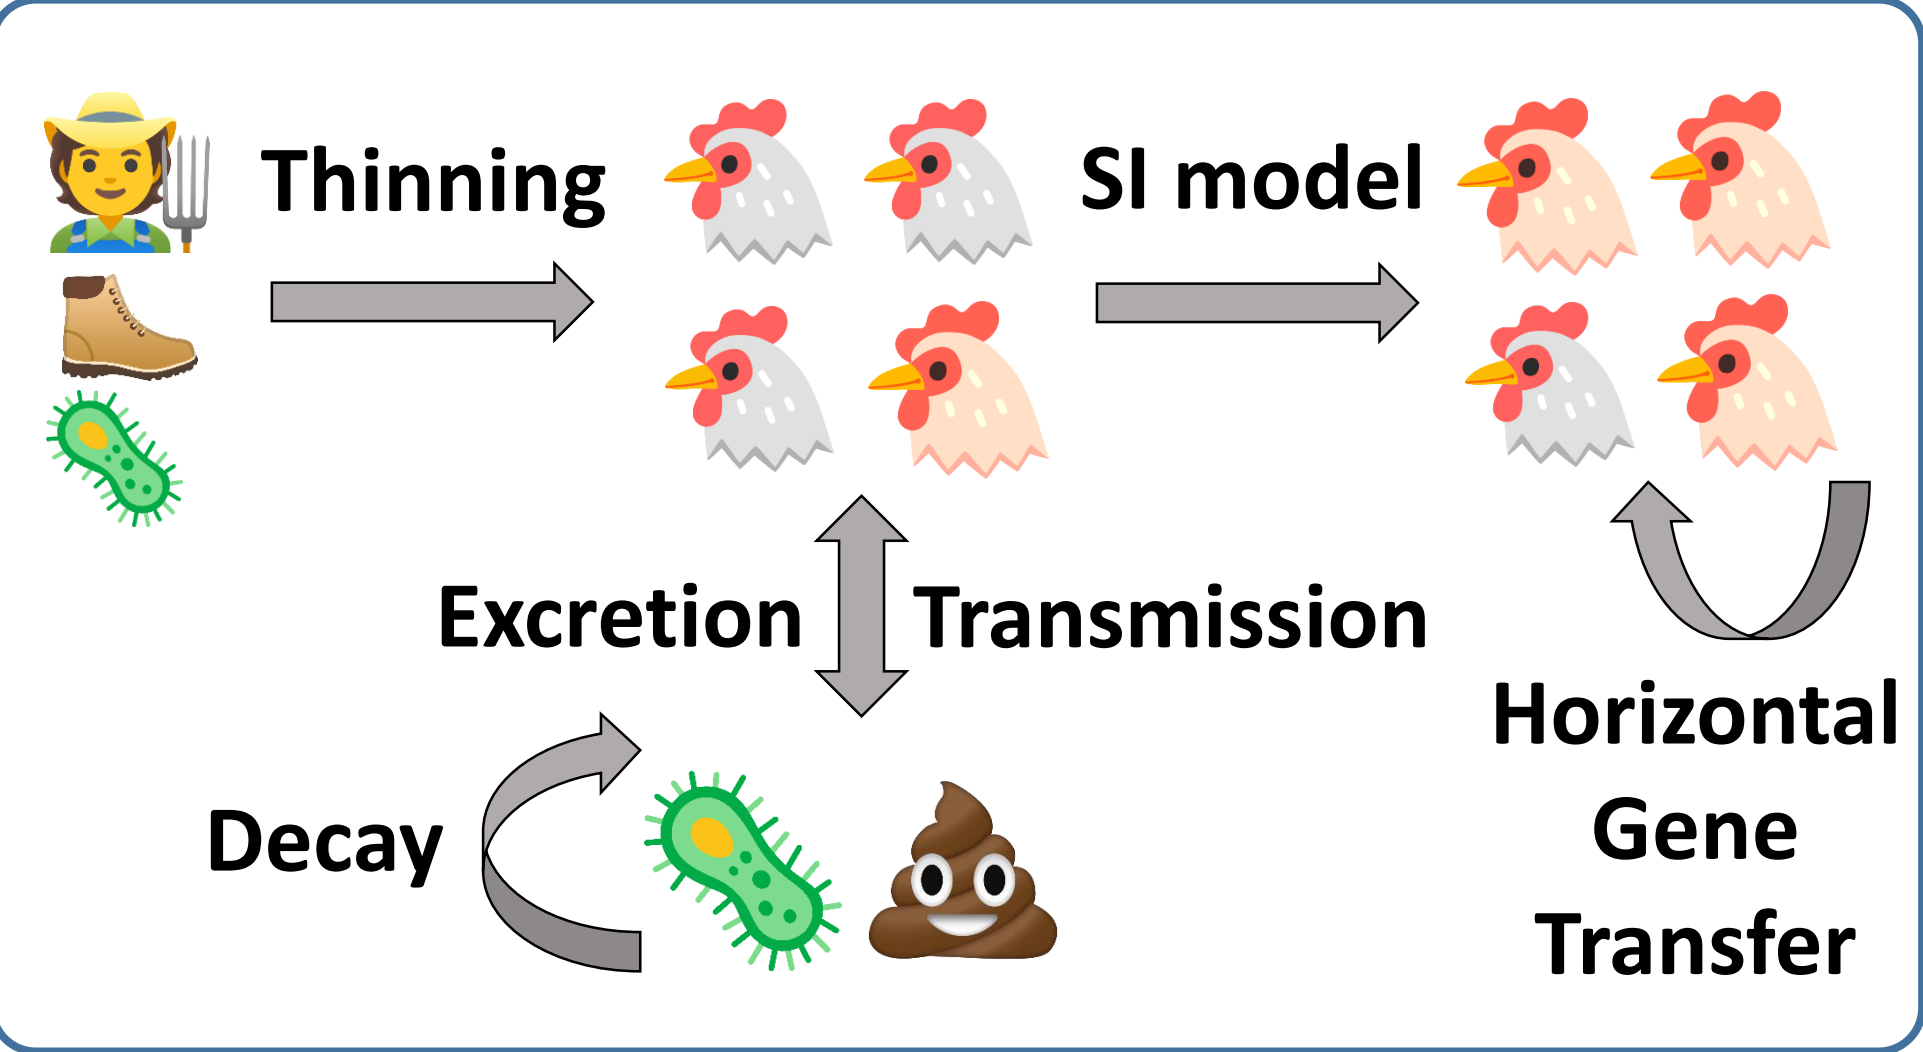 Thinning
SI model
Excretion
Transmission
Decay
Horizontal
Gene
Transfer